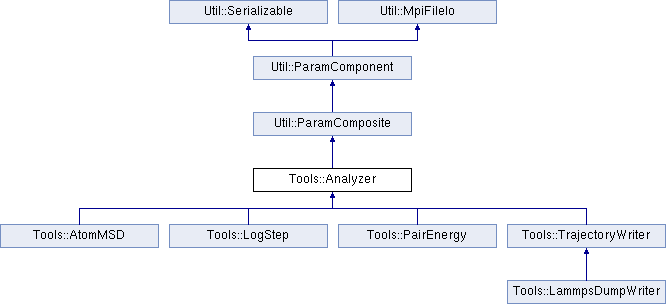 Util::Serializable
Util::MpiFileIo
Util::ParamComponent
Util::ParamComposite
Tools::Analyzer
Tools::AtomMSD
Tools::LogStep
Tools::PairEnergy
Tools::TrajectoryWriter
Tools::LammpsDumpWriter